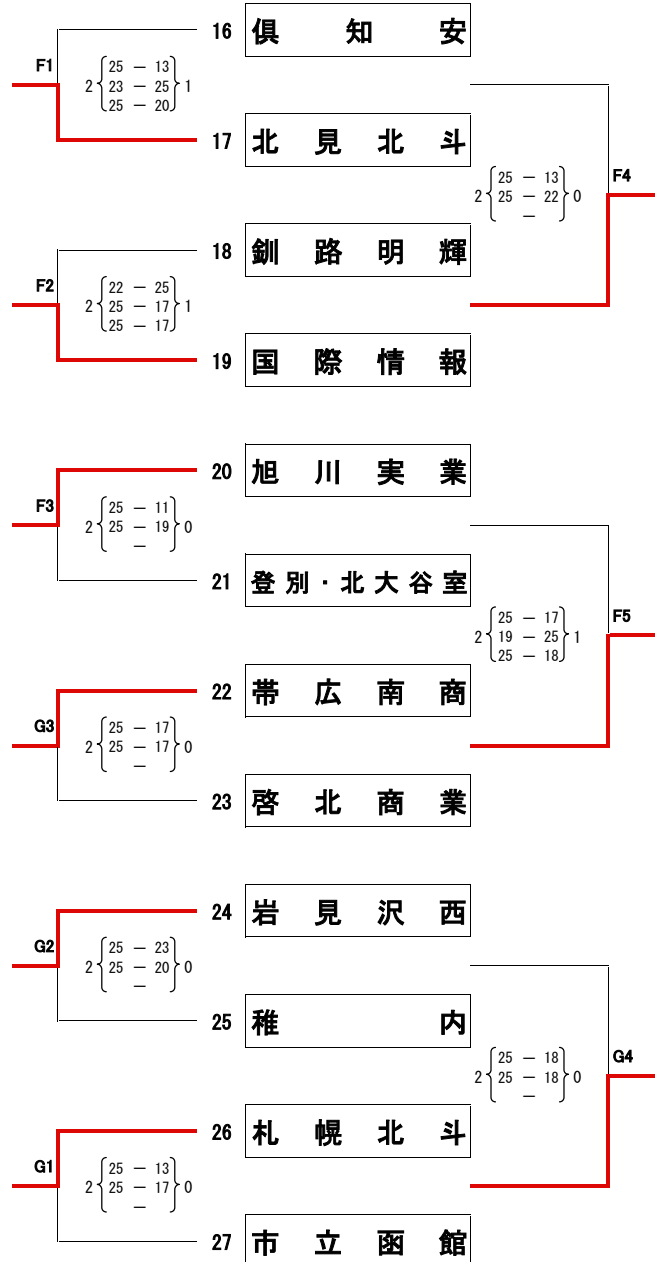 16 倶知安
F1
2 25 — 13 1
23 — 25
25 — 20
17 北見北斗
F4
2 25 — 13 0
25 — 22
—
18 釧路明輝
F2
2 22 — 25 1
25 — 17
25 — 17
19 国際情報
20 旭川実業
F3
2 25 — 11 0
25 — 19
—
21 登別・北大谷室
F5
2 25 — 17 1
19 — 25
25 — 18
22 帯広南商
G3
2 25 — 17 0
25 — 17
—
23 啓北商業
24 岩見沢西
G2
2 25 — 23 0
25 — 20
—
25 稚内
G4
2 25 — 18 0
25 — 18
—
26 札幌北斗
G1
2 25 — 13 0
25 — 17
—
27 市立函館